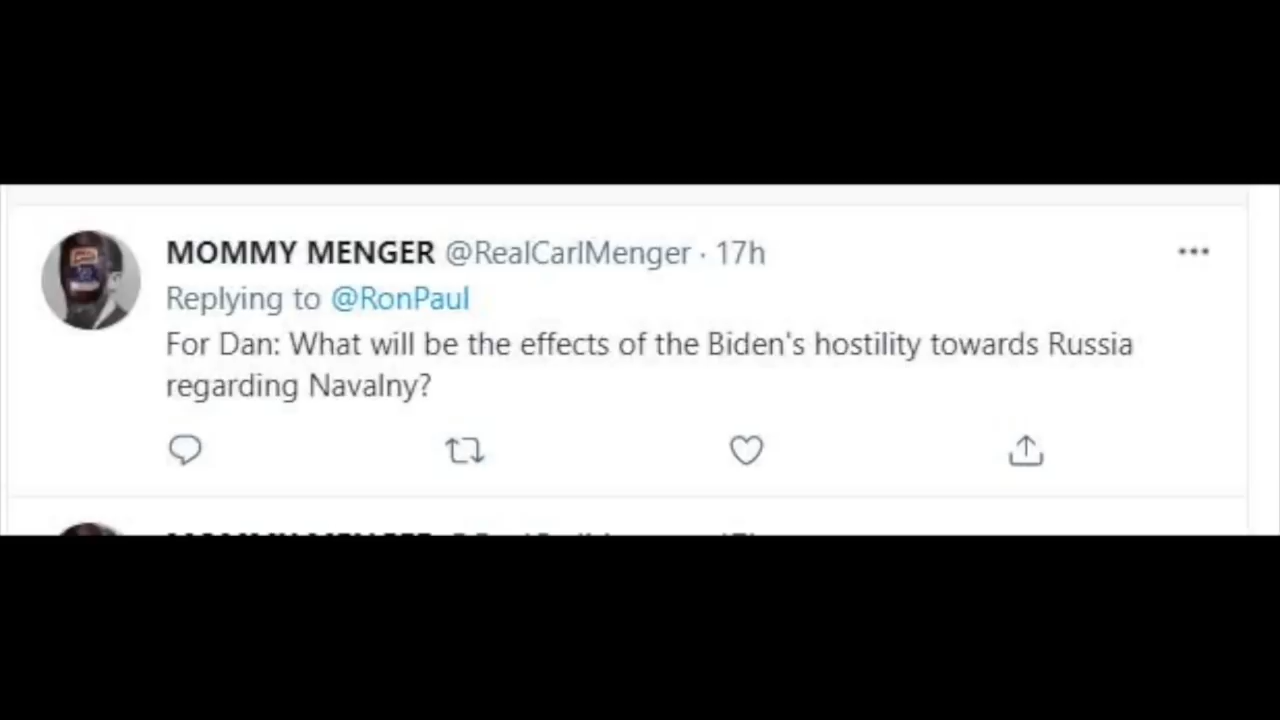 MOMMY MENGER @RealCarlMenger · 17h
Replying to @RonPaul
For Dan: What will be the effects of the Biden's hostility towards Russia
regarding Navalny?